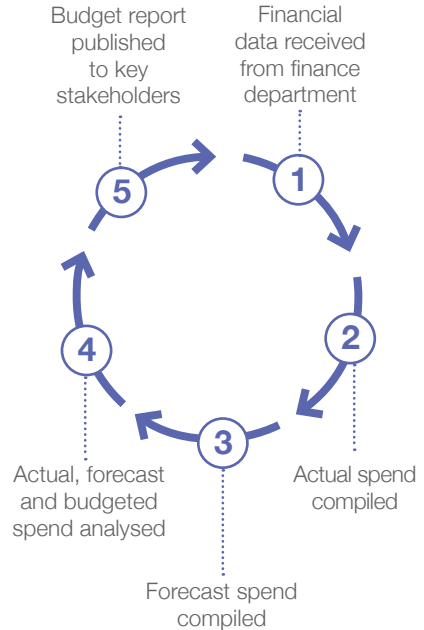 Budget report
published
to key
stakeholders
Financial
data received
from finance
department
5
1
4
2
3
Actual, forecast
and budgeted
spend analysed
Actual spend
compiled
Forecast spend
compiled